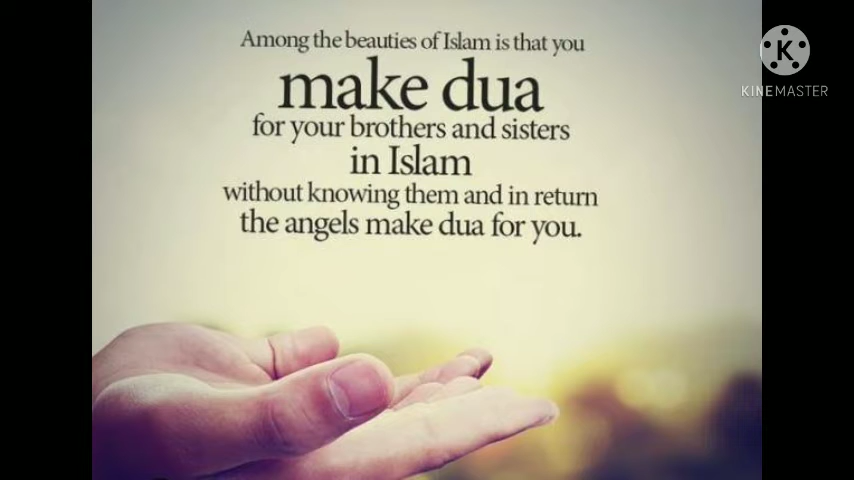 Among the beauties of Islam is that you
make dua
for your brothers and sisters
in Islam
without knowing them and in return
the angels make dua for you.
K
KINEMASTER